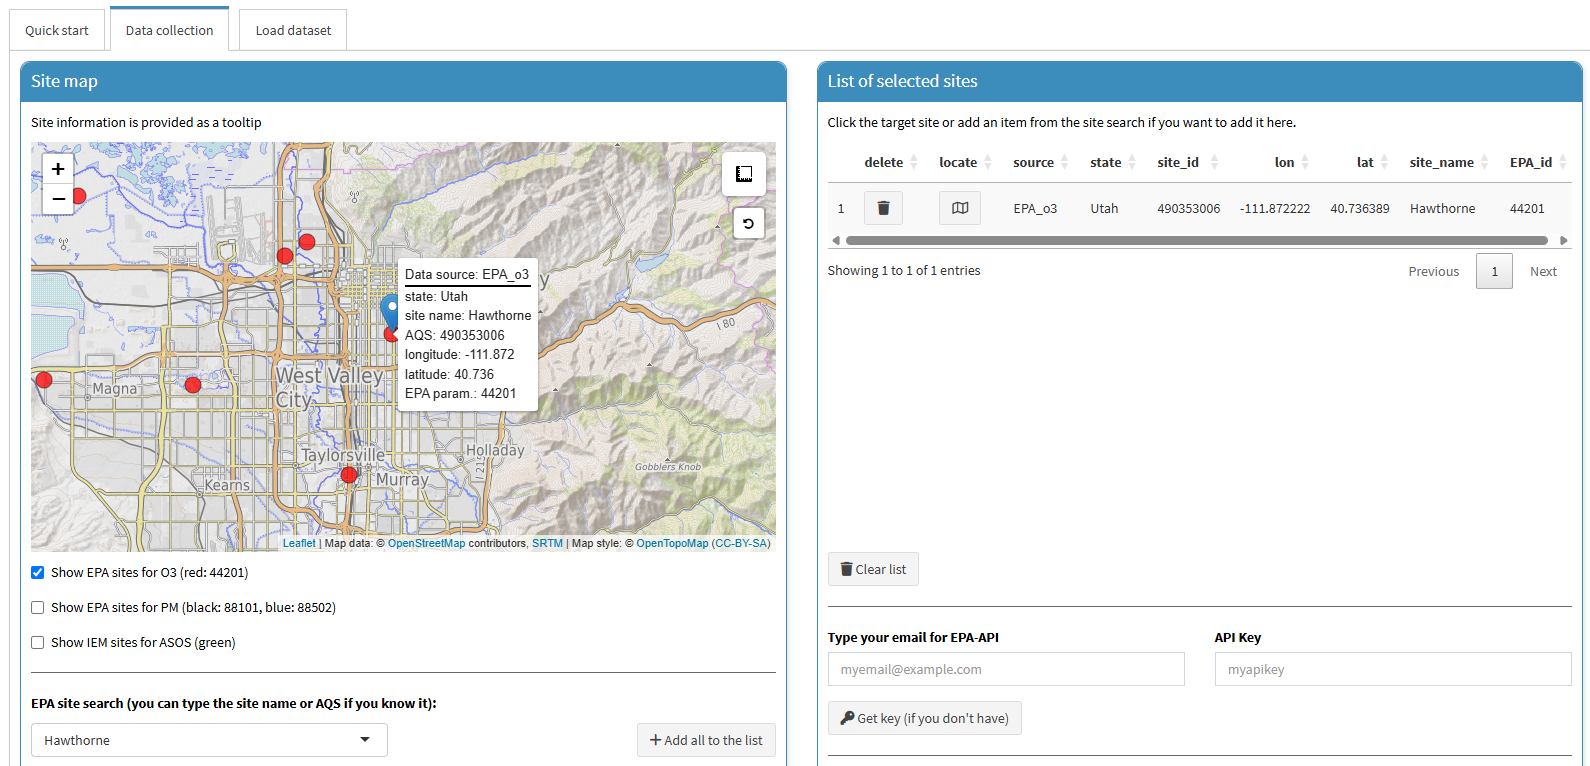 Quick start
Data collection
Load dataset
Site map
Site information is provided as a tooltip
+
−
Data source: EPA_o3
state: Utah
site name: Hawthorne
AQS: 490353006
longitude: -111.872
latitude: 40.736
EPA param.: 44201
I 80
West Valley
City
Magna
Taylorsville
Holladay
I 215
Murray
Kearns
Gobblers Knob
Leaflet | Map data: © OpenStreetMap contributors, SRTM | Map style: © OpenTopoMap (CC-BY-SA)
Show EPA sites for O3 (red: 44201)
Show EPA sites for PM (black: 88101, blue: 88502)
Show IEM sites for ASOS (green)
EPA site search (you can type the site name or AQS if you know it):
Hawthorne
Add all to the list
List of selected sites
Click the target site or add an item from the site search if you want to add it here.
delete locate source state site_id lon lat site_name EPA_id
1 EPA_o3 Utah 490353006 -111.872222 40.736389 Hawthorne 44201
Showing 1 to 1 of 1 entries
Previous 1 Next
Clear list
Type your email for EPA-API
API Key
myemail@example.com
myapikey
Get key (if you don't have)